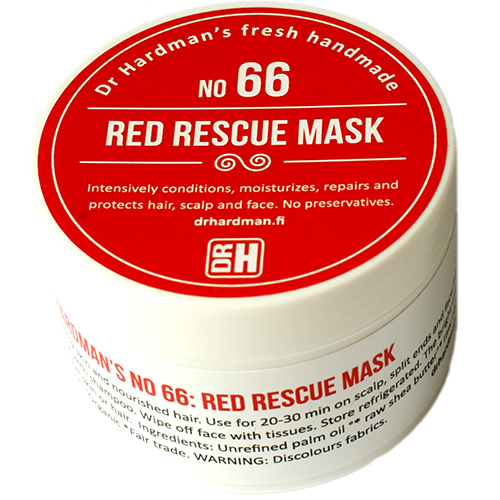 Dr Hardman's fresh handmade
NO 66
RED RESCUE MASK
Intensively conditions, moisturizes, repairs and
protects hair, scalp and face. No preservatives.
drhardman.fi
DR H
HARDMAN'S NO 66: RED RESCUE MASK
and nourished hair. Use for 20-30 min on scalp, split ends and
shampoo. Wipe off face with tissues. Store refrigerated. The
or hair. Ingredients: Unrefined palm oil ** raw shea butter*
*Fair trade. WARNING: Discolours fabrics.